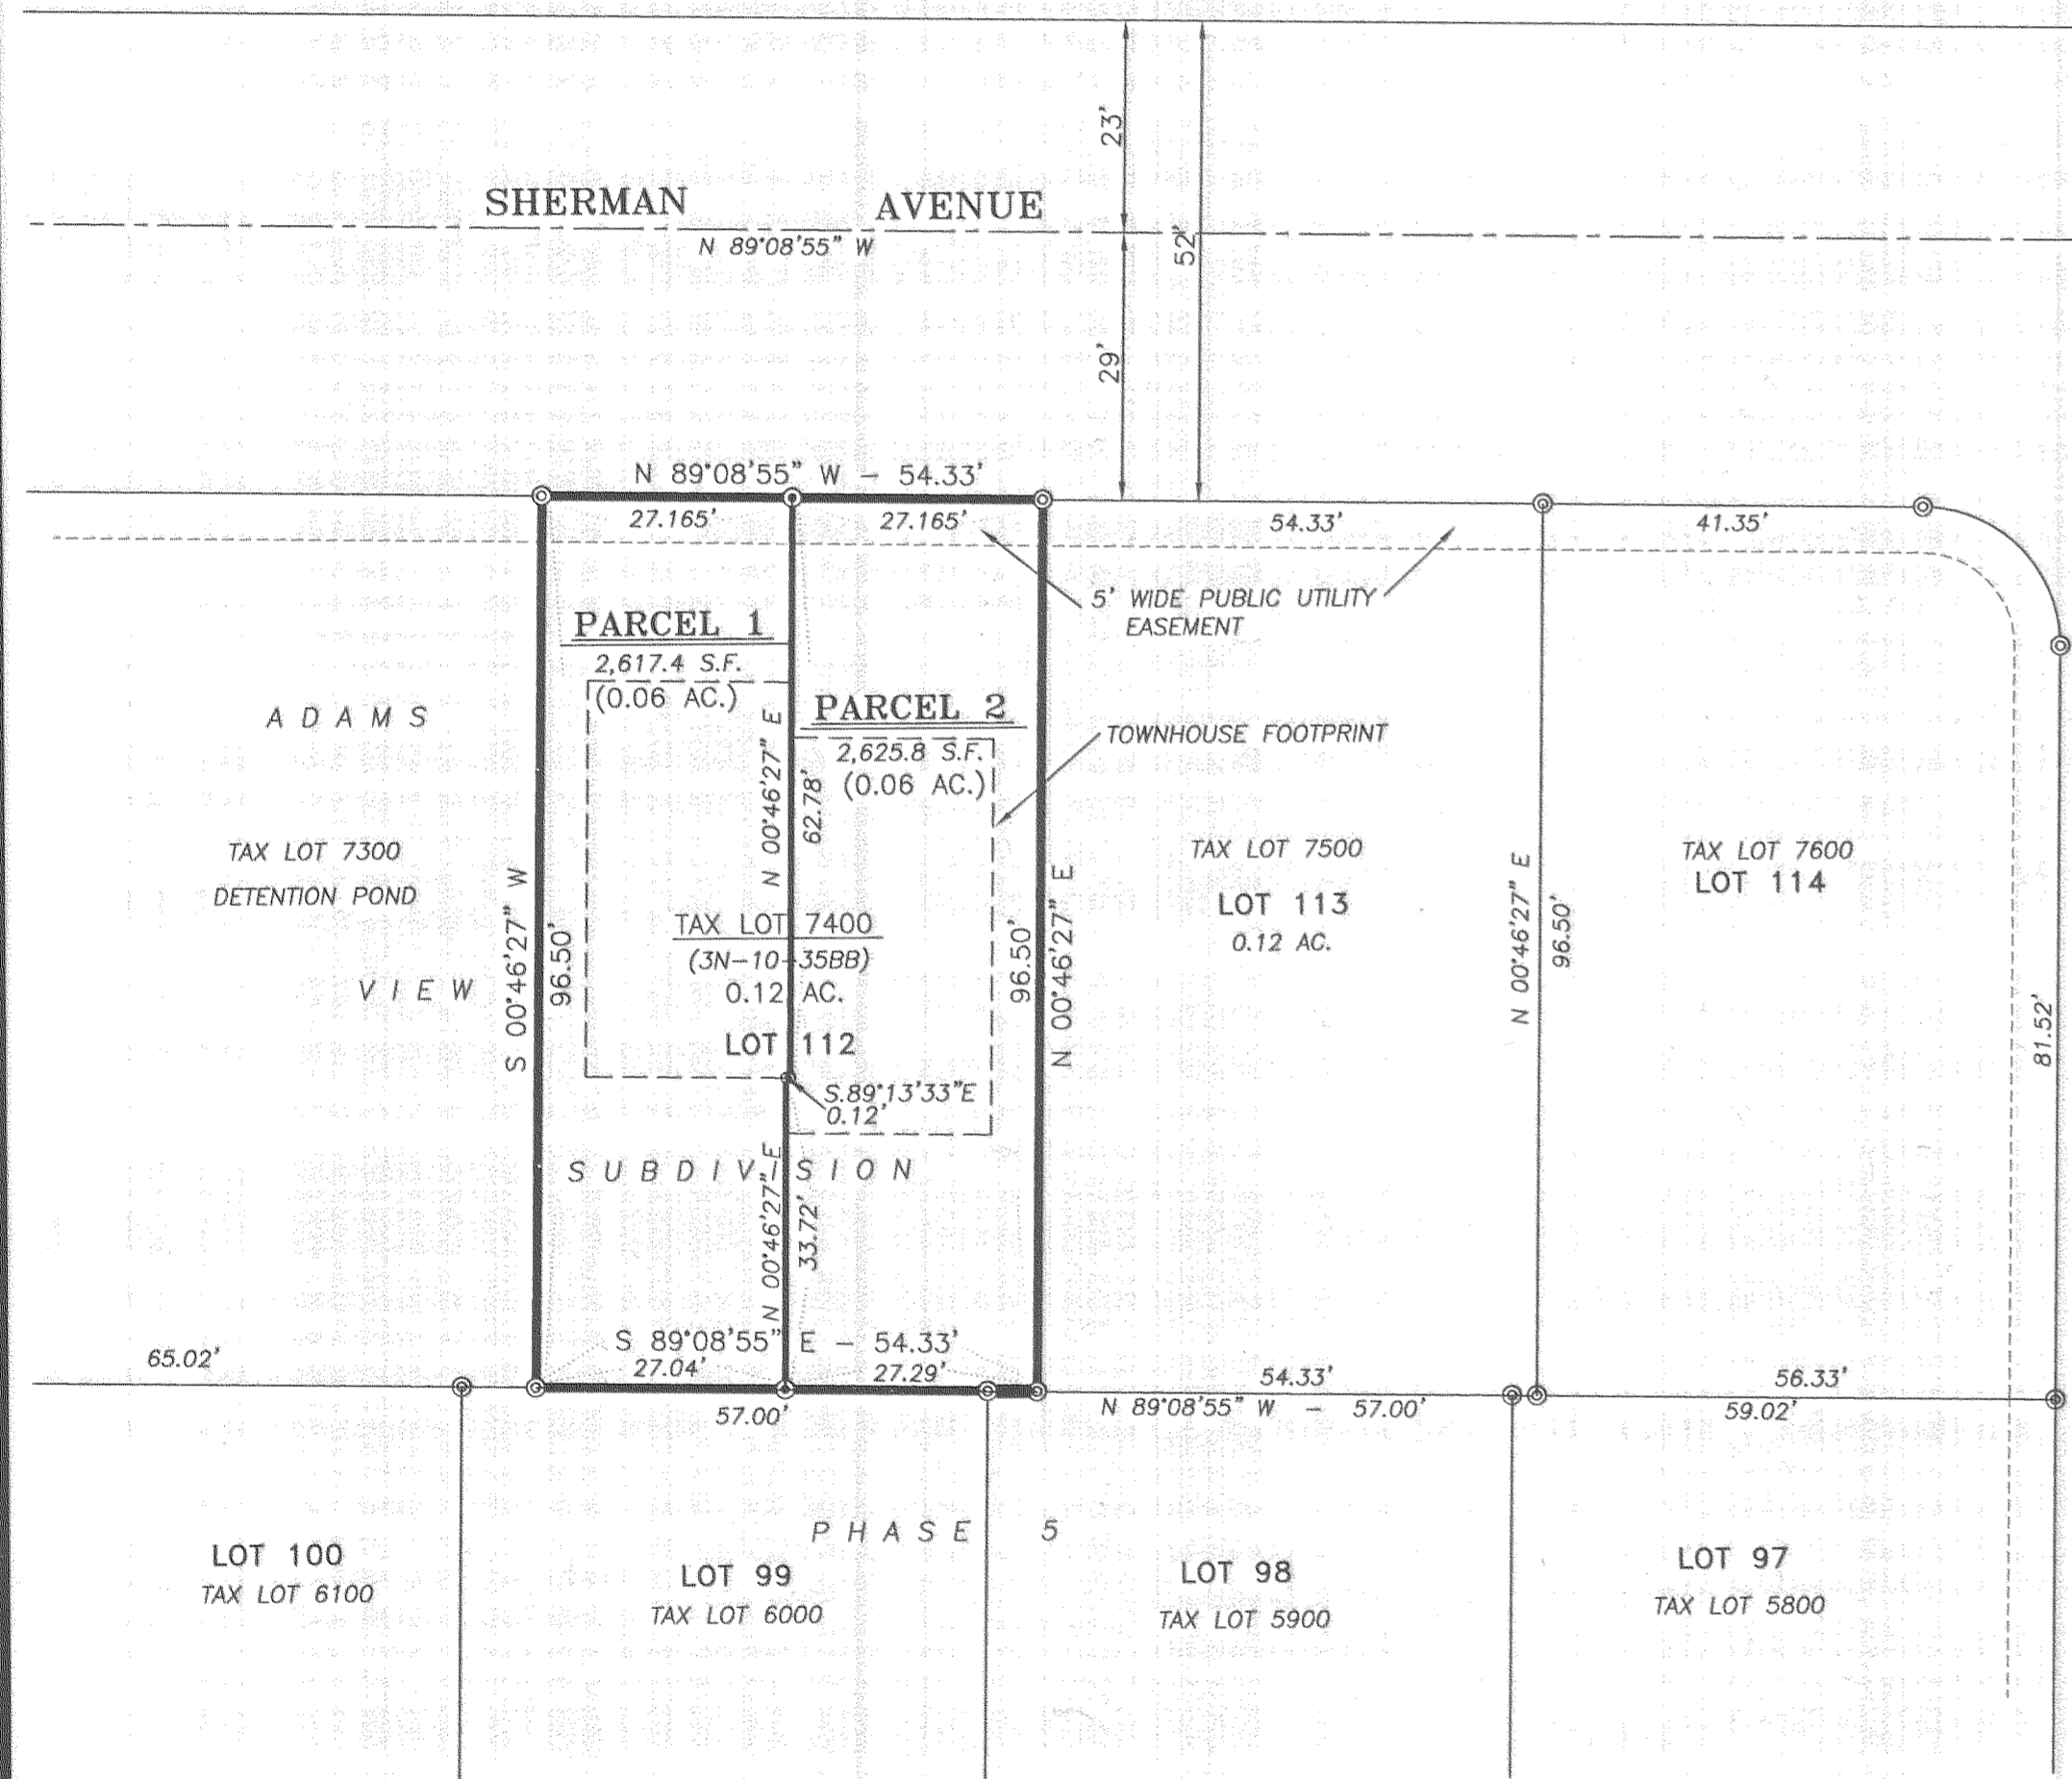 23'
SHERMAN AVENUE
N 89°08'55" W
52'
29'
N 89°08'55" W – 54.33'
27.165'
27.165'
54.33'
41.35'
5' WIDE PUBLIC UTILITY
EASEMENT
PARCEL 1
2,617.4 S.F.
(0.06 AC.)
PARCEL 2
2,625.8 S.F.
(0.06 AC.)
TOWNHOUSE FOOTPRINT
ADAMS
N 00°46'27" E
62.78'
TAX LOT 7300
DETENTION POND
S 00°46'27" W
96.50'
TAX LOT 7400
(3N–10–35BB)
0.12 AC.
LOT 112
96.50'
N 00°46'27" E
TAX LOT 7500
LOT 113
0.12 AC.
N 00°46'27" E
96.50'
TAX LOT 7600
LOT 114
81.52'
VIEW
S.89°13'33"E
0.12'
SUBDIVISION
N 00°46'27" E
33.72'
S 89°08'55" E – 54.33'
65.02'
27.04'
27.29'
54.33'
56.33'
57.00'
N 89°08'55" W – 57.00'
59.02'
PHASE 5
LOT 100
TAX LOT 6100
LOT 99
TAX LOT 6000
LOT 98
TAX LOT 5900
LOT 97
TAX LOT 5800